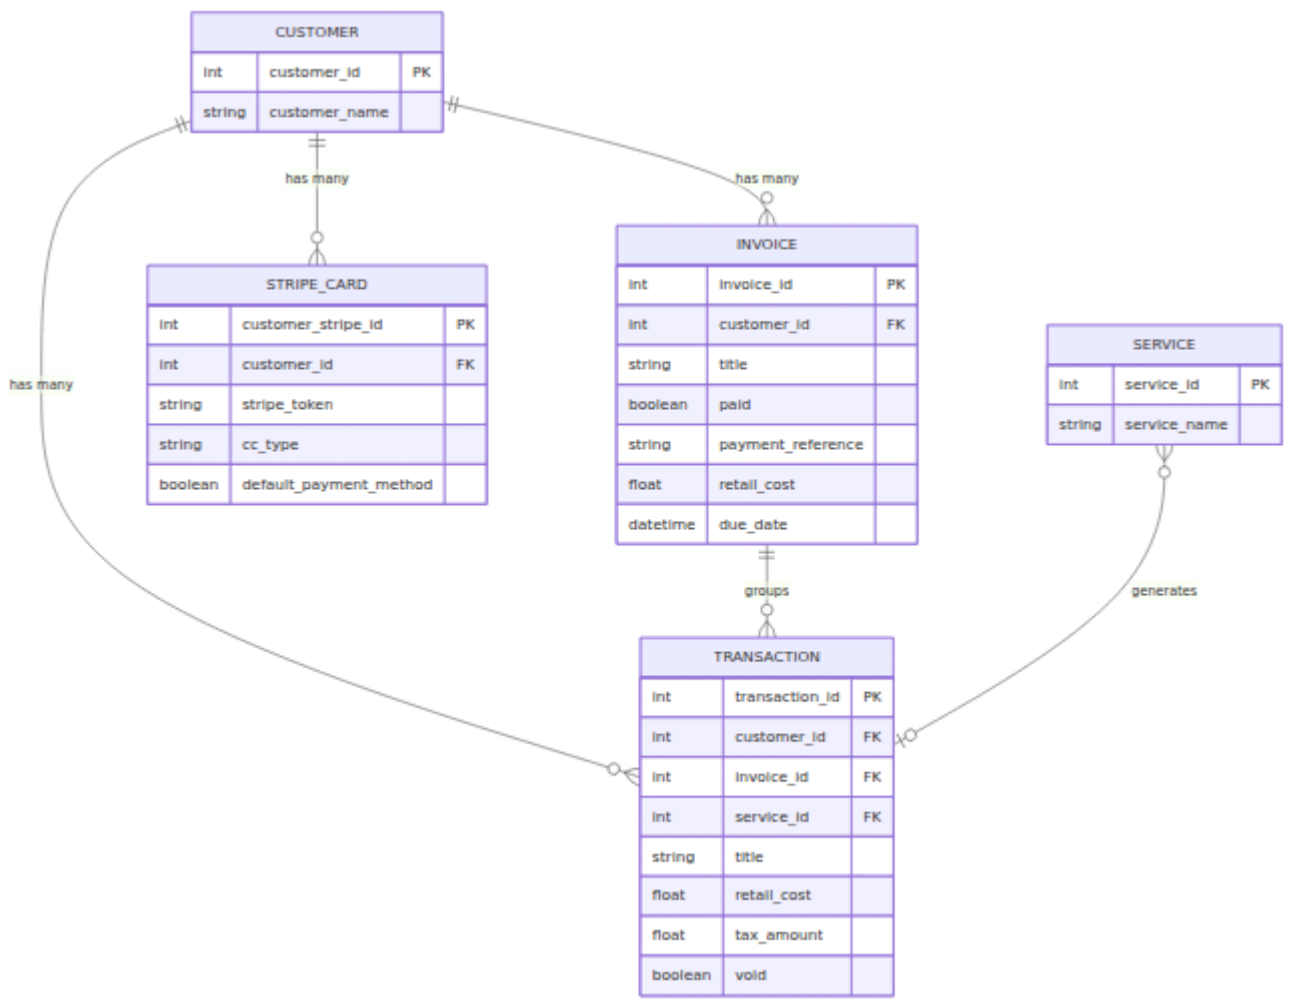 CUSTOMER
int customer_id PK
string customer_name
has many
has many
has many
STRIPE_CARD
int customer_stripe_id PK
int customer_id FK
string stripe_token
string cc_type
boolean default_payment_method
INVOICE
int invoice_id PK
int customer_id FK
string title
boolean paid
string payment_reference
float retail_cost
datetime due_date
SERVICE
int service_id PK
string service_name
groups
generates
TRANSACTION
int transaction_id PK
int customer_id FK
int invoice_id FK
int service_id FK
string title
float retail_cost
float tax_amount
boolean void